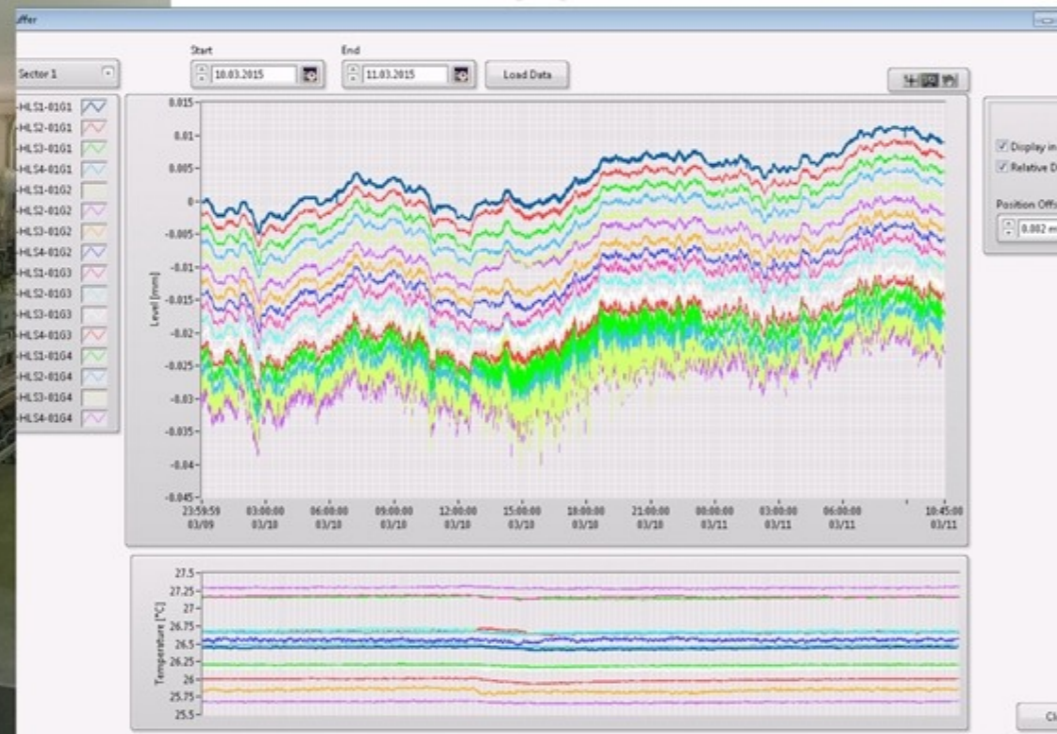 uffer
Start
End
Sector 1
10.03.2015
11.03.2015
Load Data
-HLS1-01G1
-HLS2-01G1
-HLS3-01G1
-HLS4-01G1
-HLS1-01G2
-HLS2-01G2
-HLS3-01G2
-HLS4-01G2
-HLS1-01G3
-HLS2-01G3
-HLS3-01G3
-HLS4-01G3
-HLS1-01G4
-HLS2-01G4
-HLS3-01G4
-HLS4-01G4
Level [mm]
0.015
0.01
0.005
0
-0.005
-0.01
-0.015
-0.02
-0.025
-0.03
-0.035
-0.04
-0.045
23:59:59 03:00:00 06:00:00 09:00:00 12:00:00 15:00:00 18:00:00 21:00:00 00:00:00 03:00:00 06:00:00 10:45:00
03/09 03/10 03/10 03/10 03/10 03/10 03/10 03/10 03/11 03/11 03/11 03/11
Display in
Relative D
Position Offs
0.002 m
Temperature [°C]
27.5
27.25
27
26.75
26.5
26.25
26
25.75
25.5
Cl